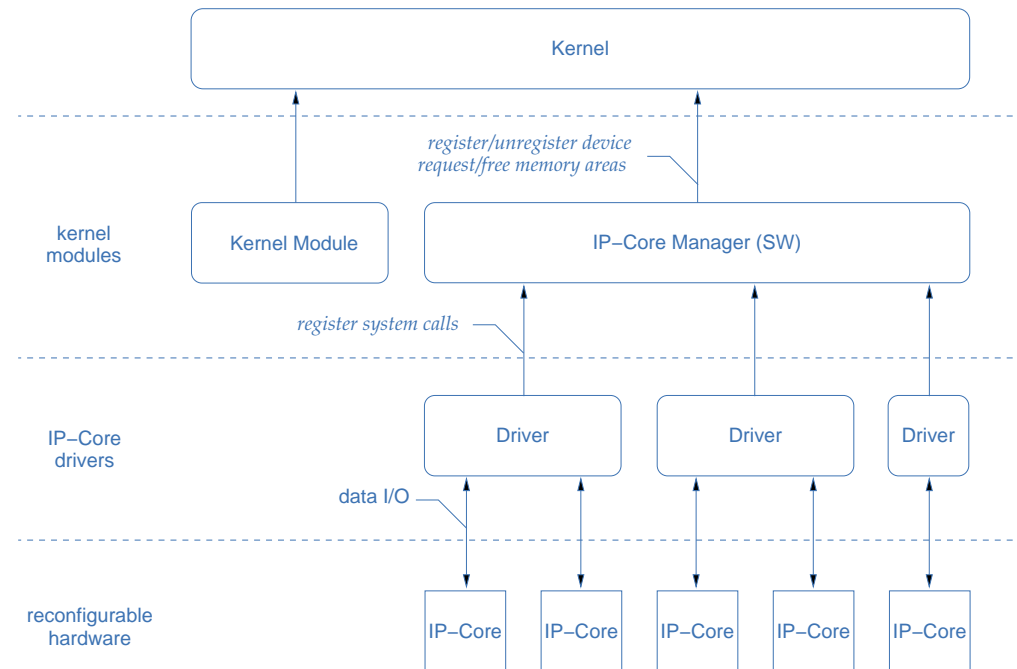 Kernel
register/unregister device
request/free memory areas
kernel
modules
Kernel Module
IP−Core Manager (SW)
register system calls
IP−Core
drivers
Driver
Driver
Driver
data I/O
reconfigurable
hardware
IP−Core
IP−Core
IP−Core
IP−Core
IP−Core